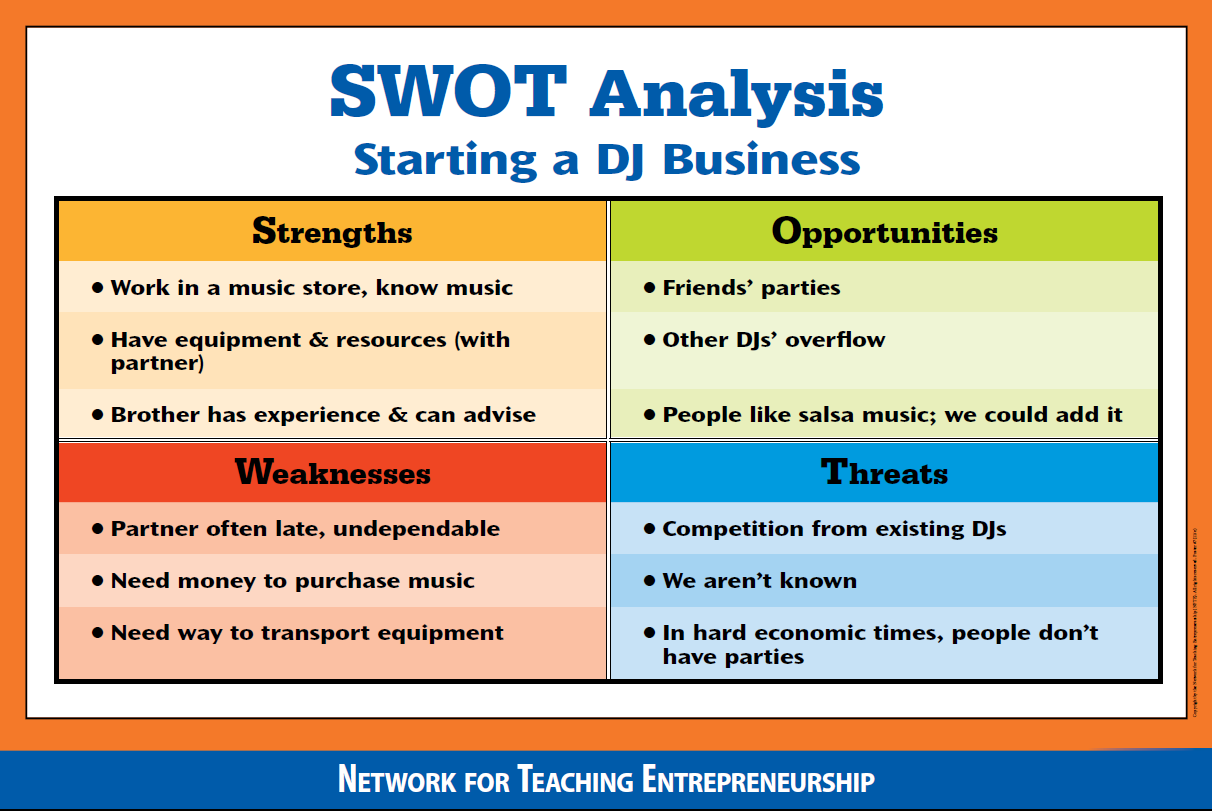 SWOT Analysis
Starting a DJ Business
Strengths
• Work in a music store, know music
• Have equipment & resources (with
partner)
• Brother has experience & can advise
Opportunities
• Friends’ parties
• Other DJs’ overflow
• People like salsa music; we could add it
Weaknesses
• Partner often late, undependable
• Need money to purchase music
• Need way to transport equipment
Threats
• Competition from existing DJs
• We aren’t known
• In hard economic times, people don’t
have parties
Network for Teaching Entrepreneurship